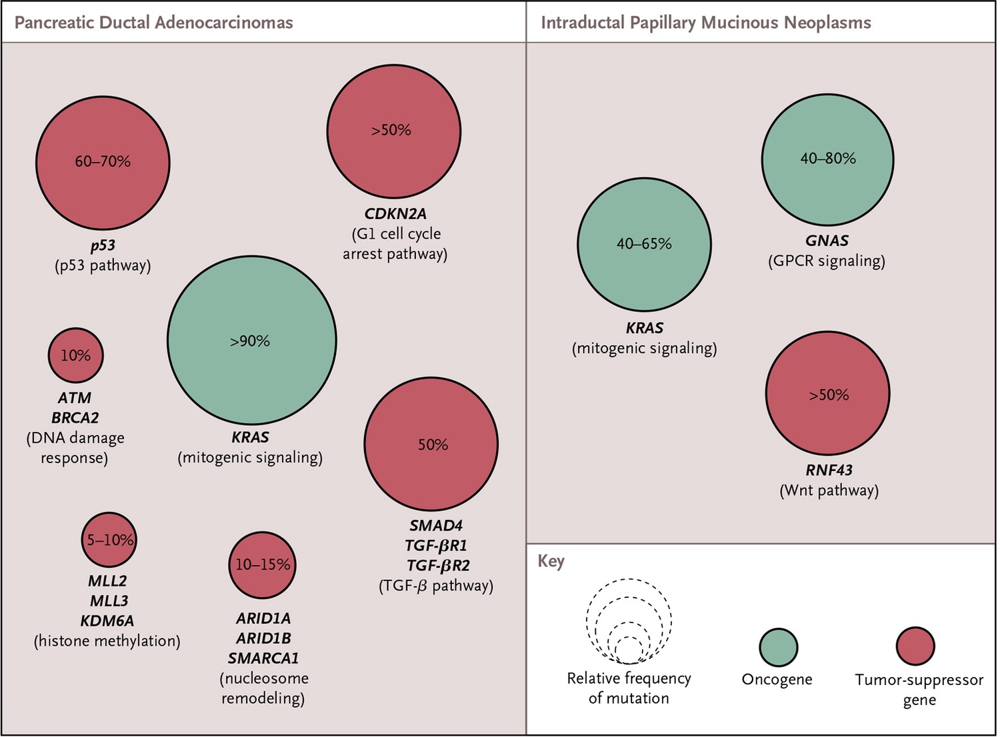 Pancreatic Ductal Adenocarcinomas
60–70%
p53
(p53 pathway)
>50%
CDKN2A
(G1 cell cycle
arrest pathway)
10%
ATM
BRCA2
(DNA damage
response)
>90%
KRAS
(mitogenic signaling)
50%
SMAD4
TGF-βR1
TGF-βR2
(TGF-β pathway)
5–10%
MLL2
MLL3
KDM6A
(histone methylation)
10–15%
ARID1A
ARID1B
SMARCA1
(nucleosome
remodeling)
Intraductal Papillary Mucinous Neoplasms
40–65%
KRAS
(mitogenic signaling)
40–80%
GNAS
(GPCR signaling)
>50%
RNF43
(Wnt pathway)
Key
Relative frequency
of mutation
Oncogene
Tumor-suppressor
gene